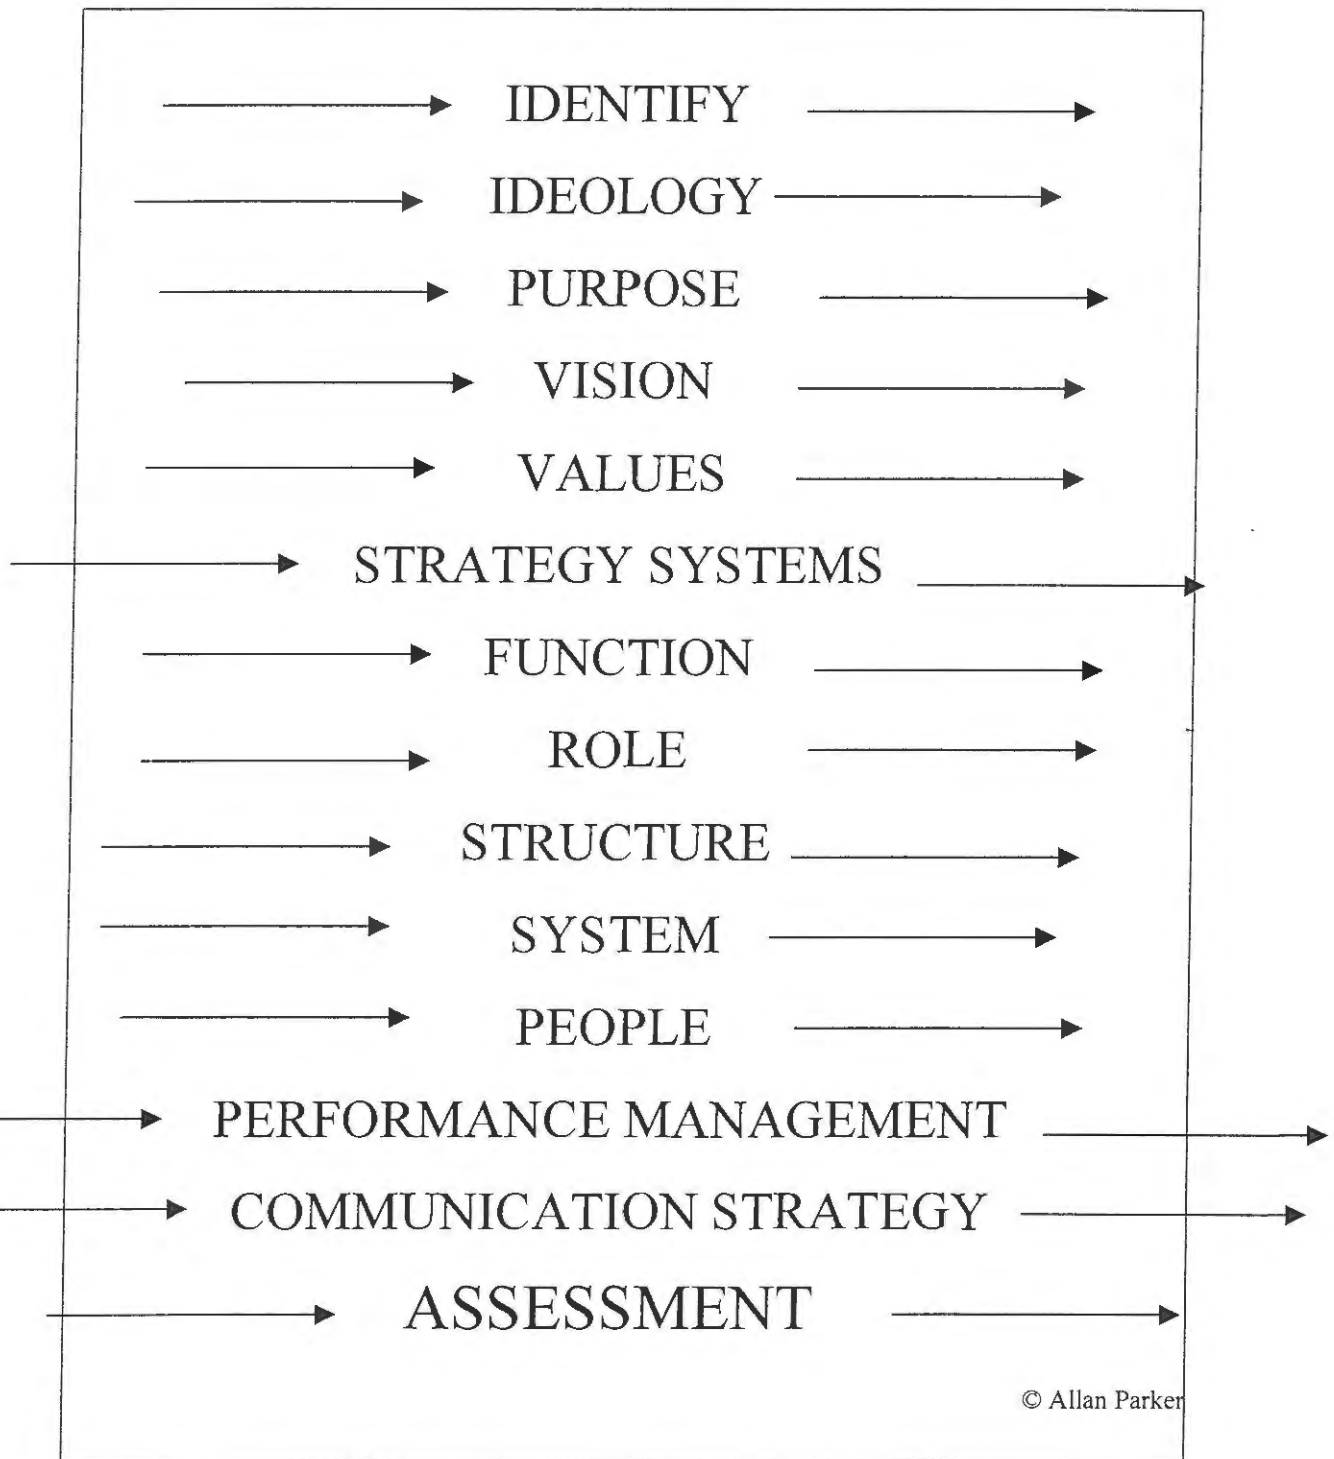 IDENTIFY
IDEOLOGY
PURPOSE
VISION
VALUES
STRATEGY SYSTEMS
FUNCTION
ROLE
STRUCTURE
SYSTEM
PEOPLE
PERFORMANCE MANAGEMENT
COMMUNICATION STRATEGY
ASSESSMENT
© Allan Parker